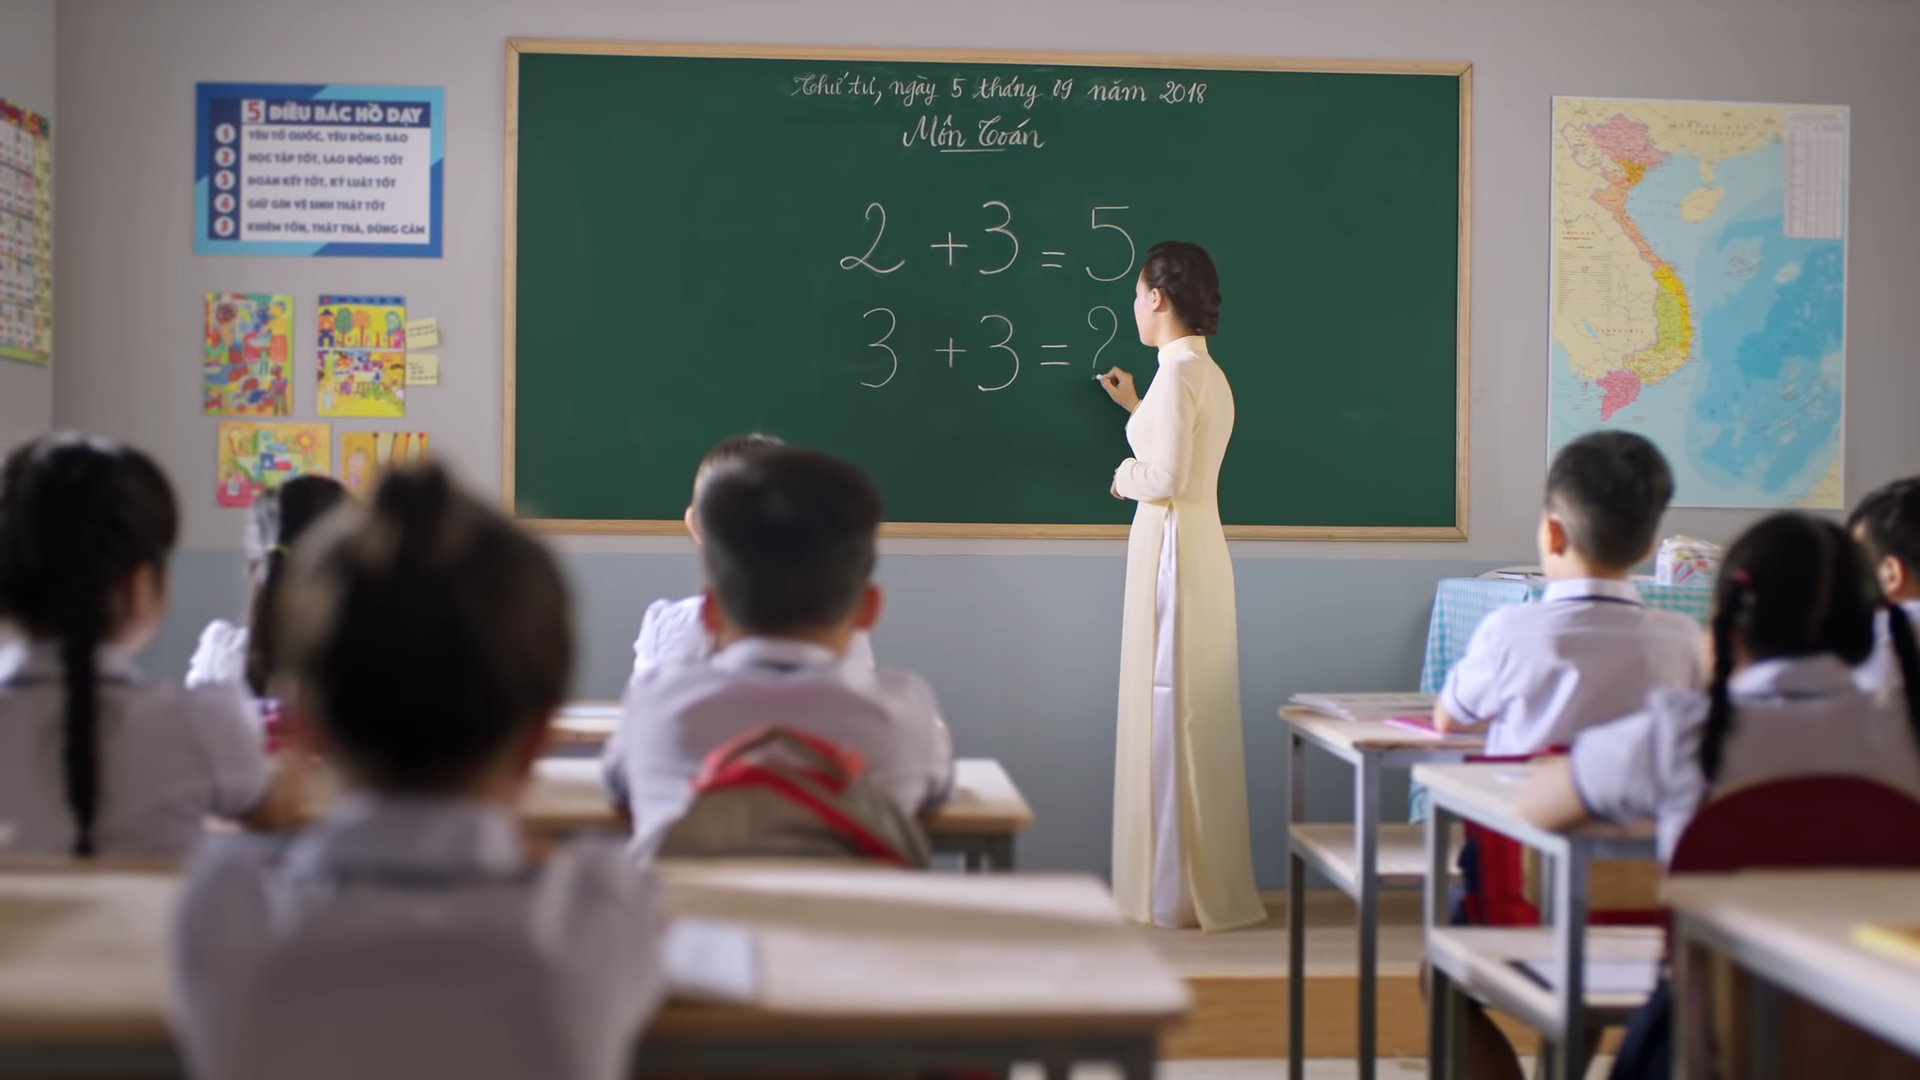 5 ĐIỀU BÁC HỒ DẠY
1 YÊU TỔ QUỐC, YÊU ĐỒNG BÀO
2 HỌC TẬP TỐT, LAO ĐỘNG TỐT
3 ĐOÀN KẾT TỐT, KỶ LUẬT TỐT
4 GIỮ GÌN VỆ SINH THẬT TỐT
5 KHIÊM TỐN, THẬT THÀ, DŨNG CẢM
Thứ tư, ngày 5 tháng 09 năm 2018
Môn Toán
2 + 3 = 5
3 + 3 = ?